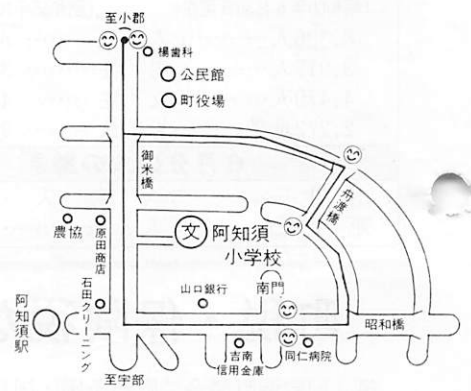 至小郡
楊歯科
公民館
町役場
御米橋
舟渡橋
農協
原田商店
文
阿知須
小学校
山口銀行
南門
石田クリーニング
阿知須駅
昭和橋
吉南
信用金庫
同仁病院
至宇部